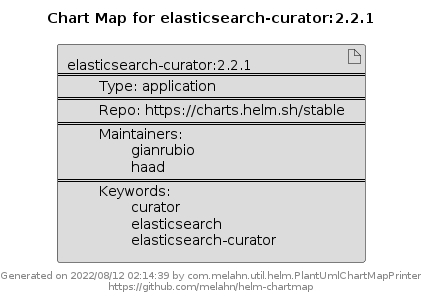 Chart Map for elasticsearch-curator:2.2.1
elasticsearch-curator:2.2.1
Type: application
Repo: https://charts.helm.sh/stable
Maintainers:
gianrubio
haad
Keywords:
curator
elasticsearch
elasticsearch-curator
Generated on 2022/08/12 02:14:39 by com.melahn.util.helm.PlantUmlChartMapPrinter
https://github.com/melahn/helm-chartmap